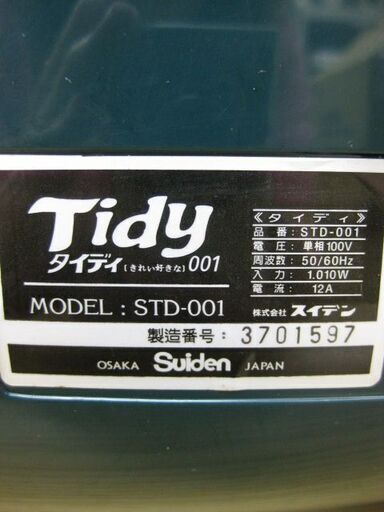 Tidy
タイディ[きれい好きな]001
MODEL : STD-001
≪タイディ≫
品番：STD-001
電圧：単相100V
周波数：50/60Hz
入力：1.010W
電流：12A
株式会社 スイデン
製造番号：3701597
OSAKA Suiden JAPAN